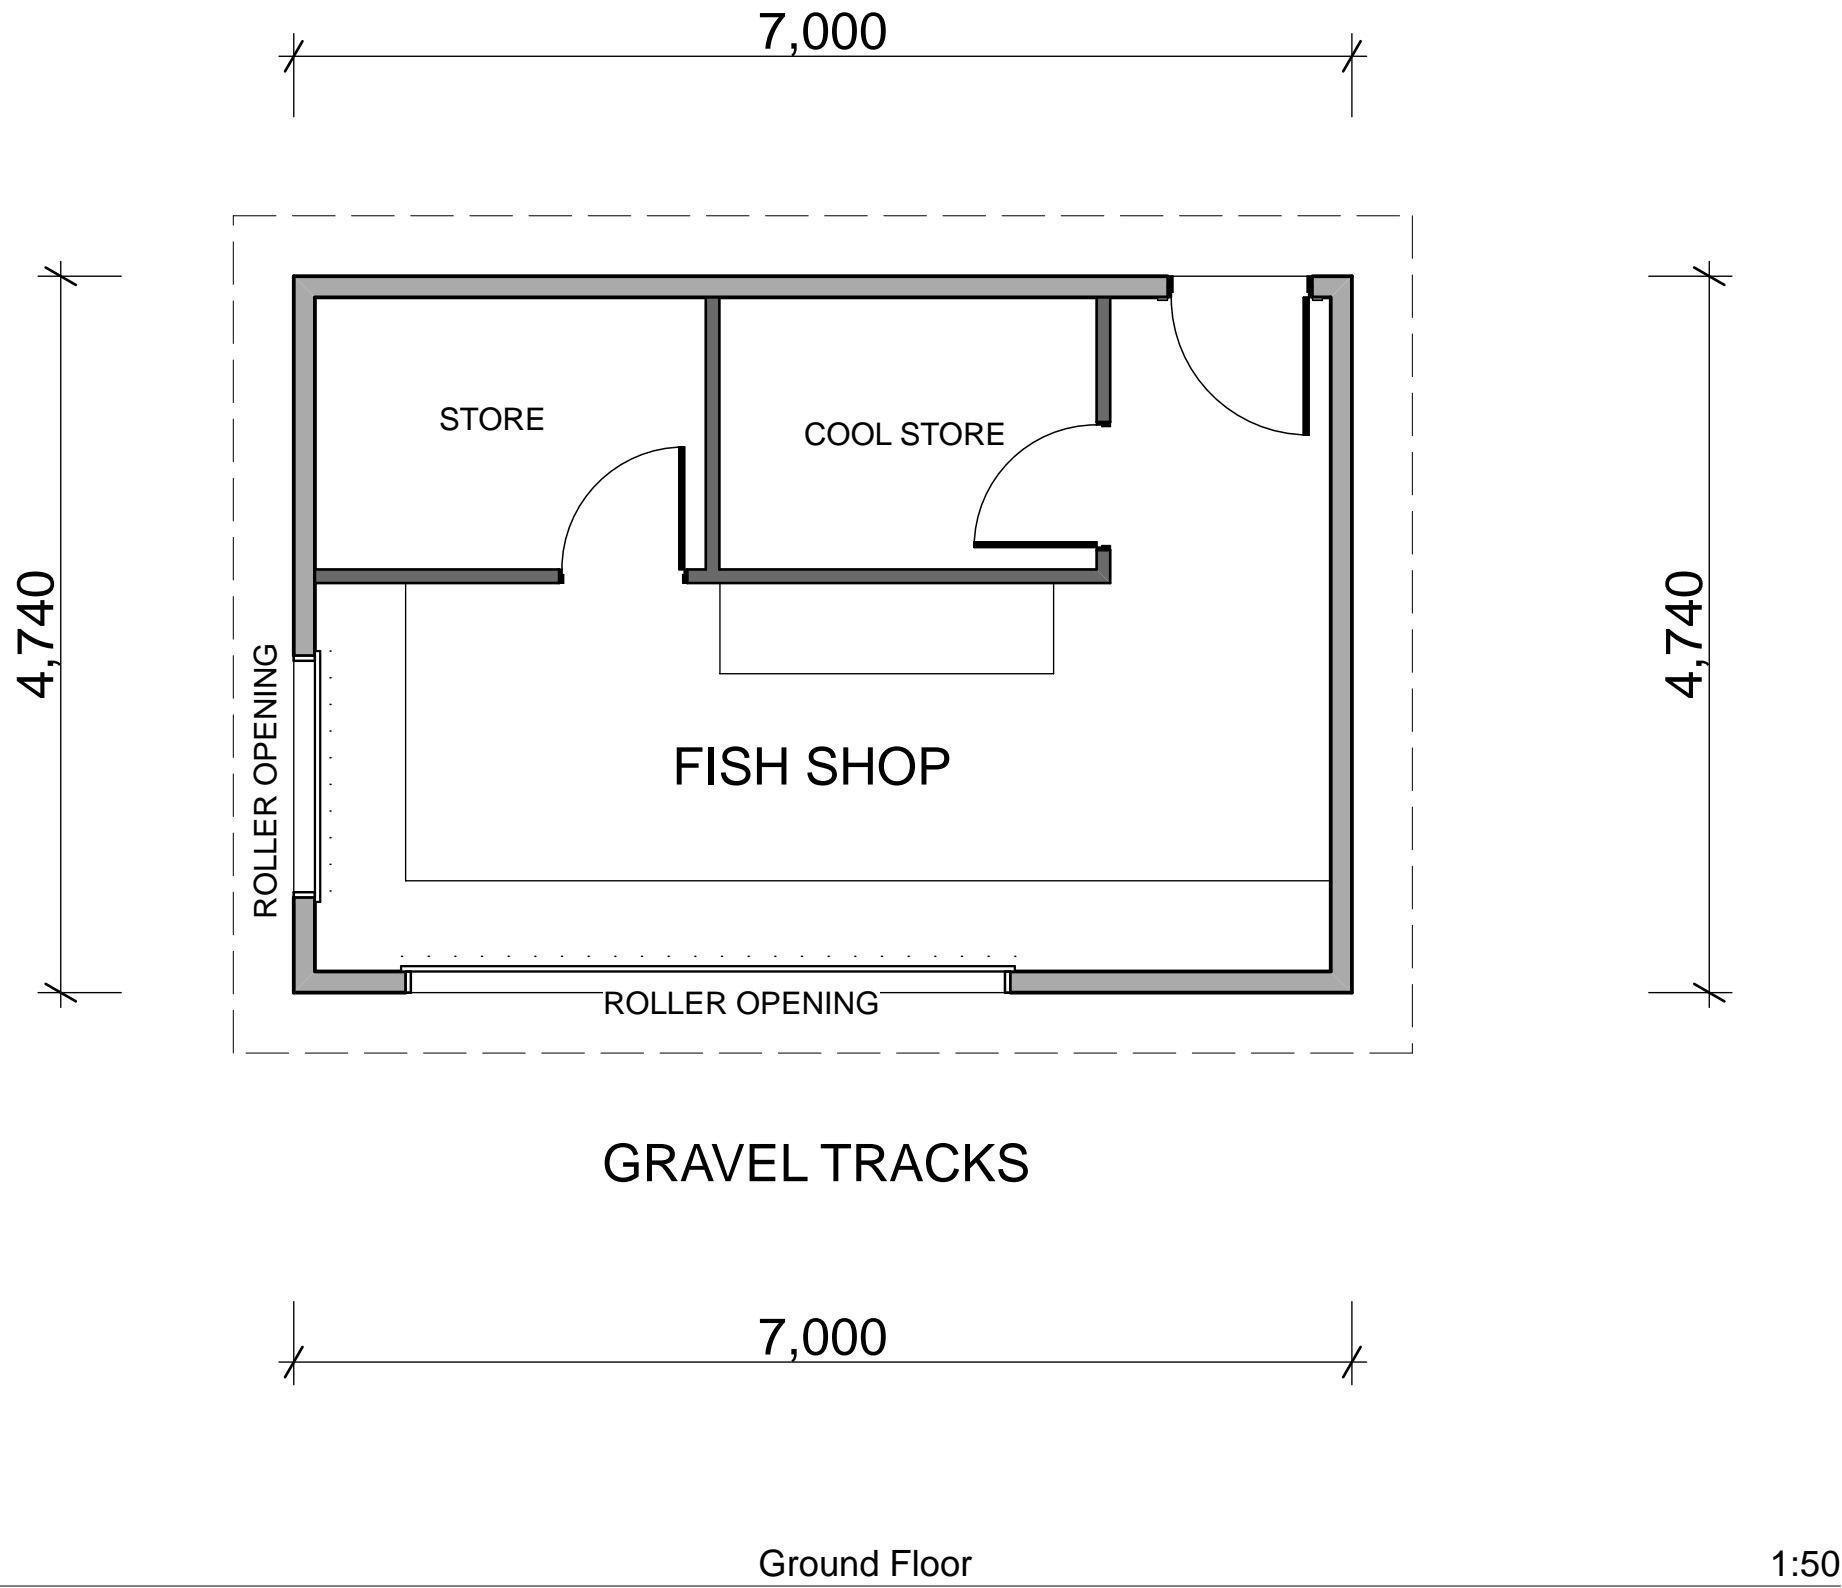 7,000
STORE
COOL STORE
4,740
4,740
ROLLER OPENING
FISH SHOP
ROLLER OPENING
GRAVEL TRACKS
7,000
Ground Floor
1:50